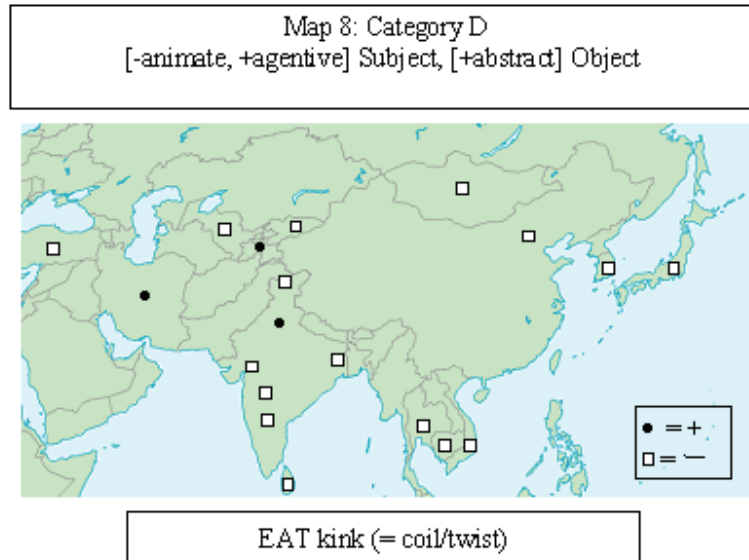 Map 8: Category D
[-animate, +agentive] Subject, [+abstract] Object
= +
= —
EAT kink (= coil/twist)